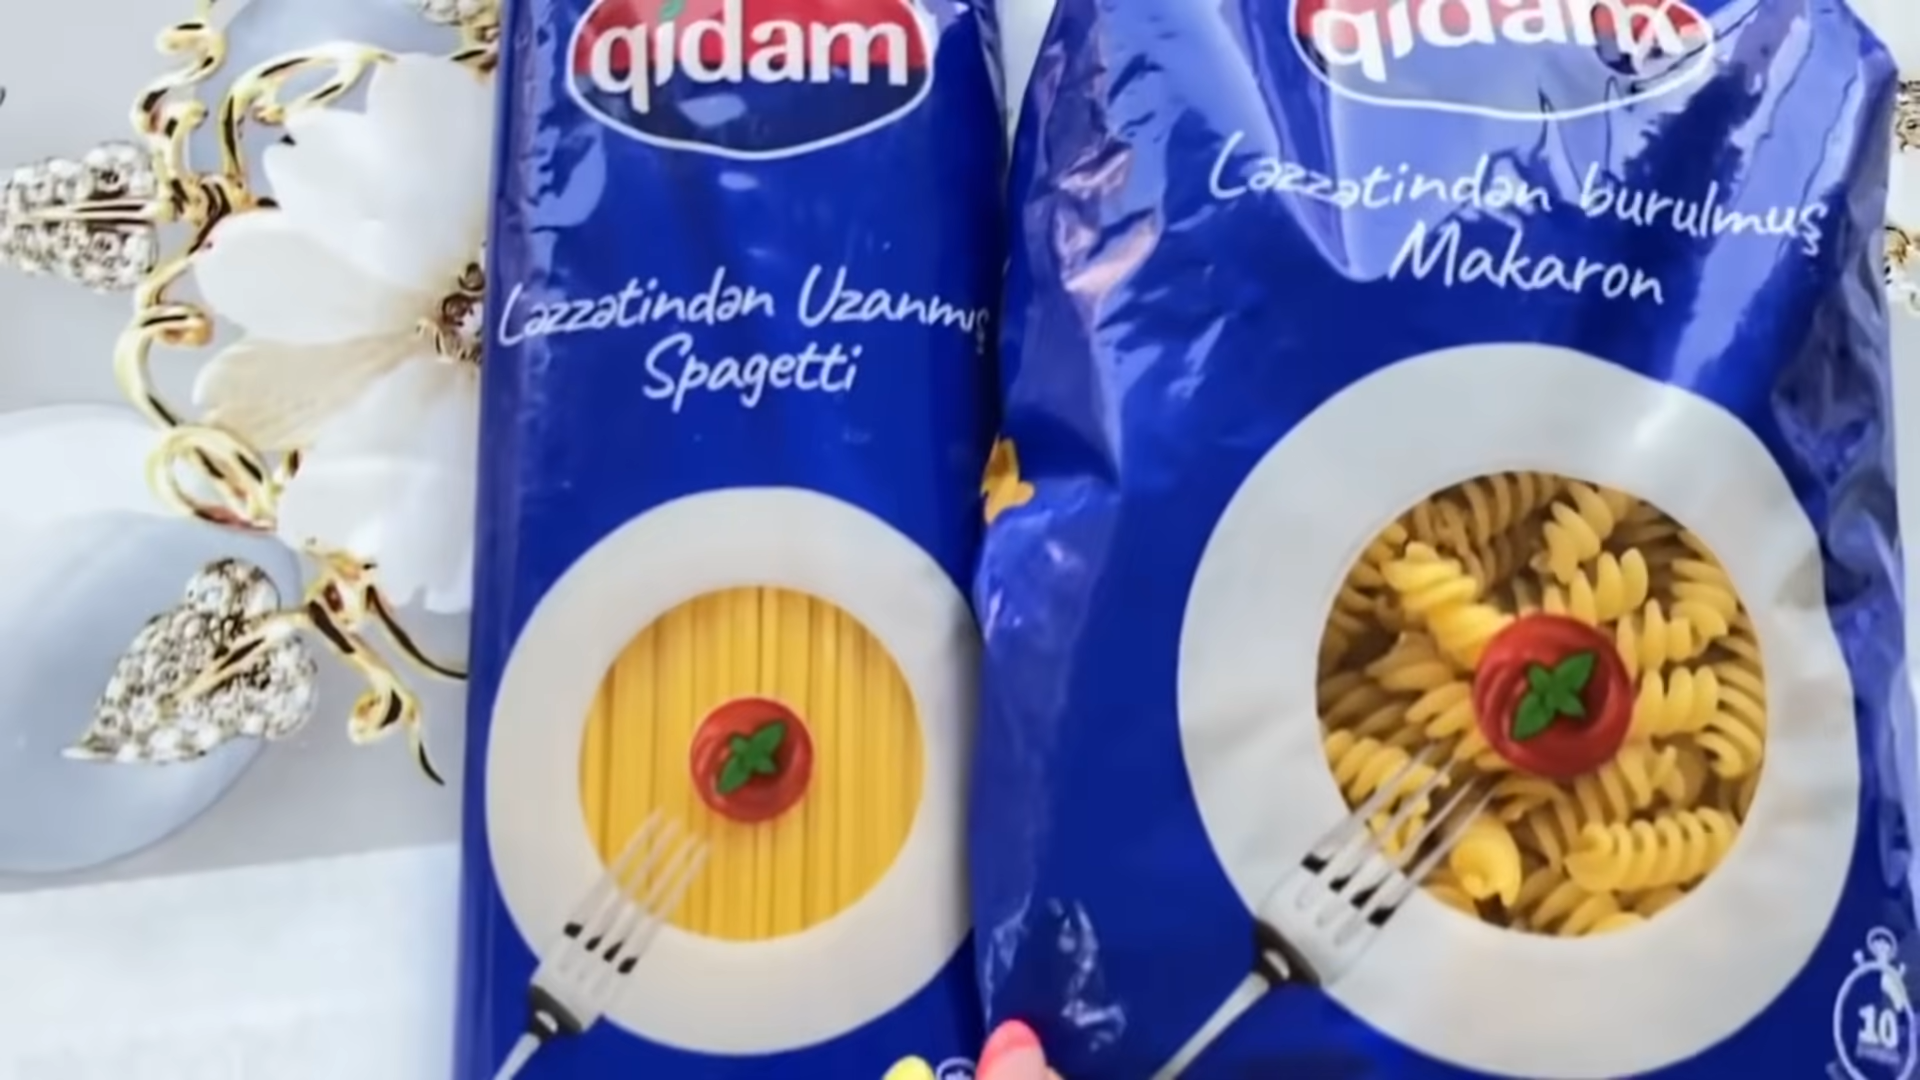 qidam
Ləzzətindən Uzanmış
Spagetti
qidam
Ləzzətindən burulmuş
Makaron
10